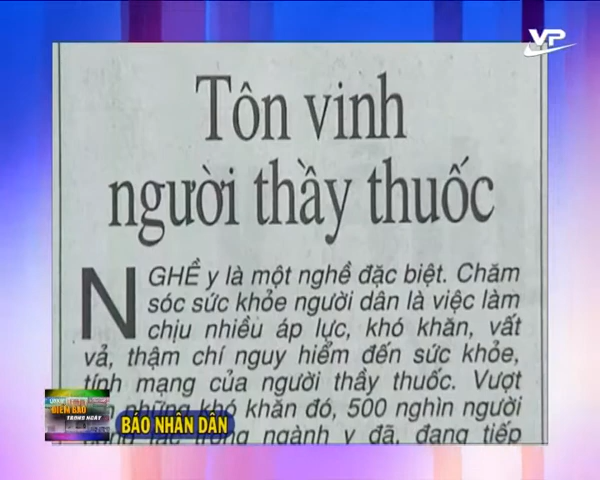 VP
Tôn vinh
người thầy thuốc
NGHỀ y là một nghề đặc biệt. Chăm
sóc sức khỏe người dân là việc làm
chịu nhiều áp lực, khó khăn, vất
vả, thậm chí nguy hiểm đến sức khỏe,
tính mạng của người thầy thuốc. Vượt
những khó khăn đó, 500 nghìn người
trong ngành y đã, đang tiếp
ĐIỂM BÁO
TRONG NGÀY
BÁO NHÂN DÂN